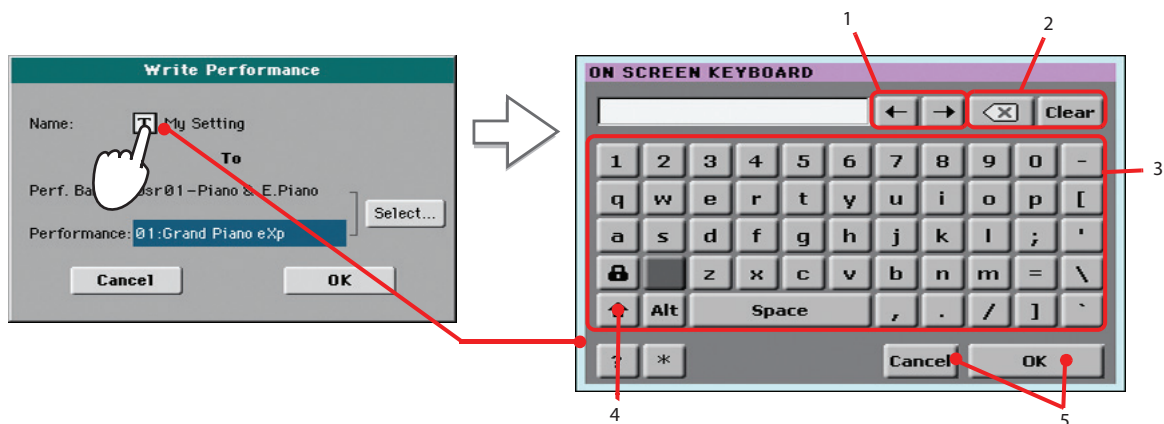 1 2
Write Performance
Name: T My Setting
To
Perf. Ba sr01-Piano & E.Piano
Select...
Performance: 01:Grand Piano eXp
Cancel OK
ON SCREEN KEYBOARD
← → Clear
1 2 3 4 5 6 7 8 9 0 -
q w e r t y u i o p [
a s d f g h j k l ; '
z x c v b n m = \
Alt Space , . / ] `
? *
Cancel OK
3
4
5